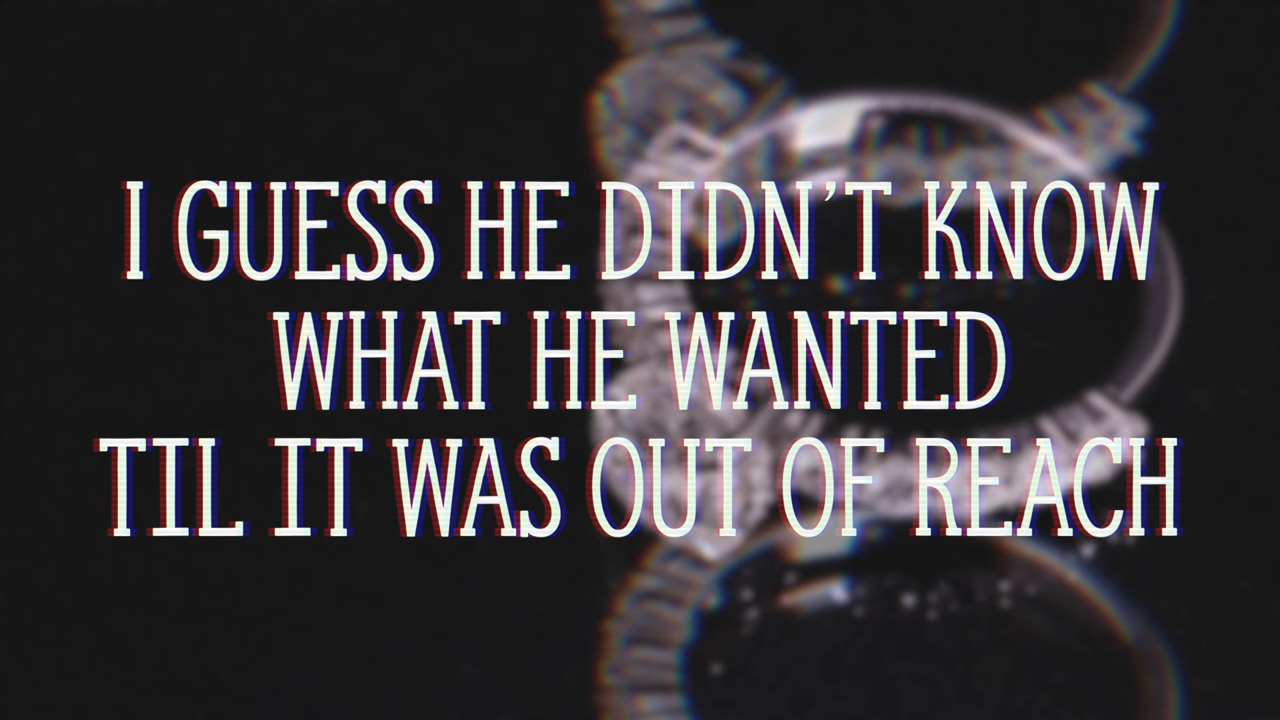 I GUESS HE DIDN'T KNOW
WHAT HE WANTED
TIL IT WAS OUT OF REACH